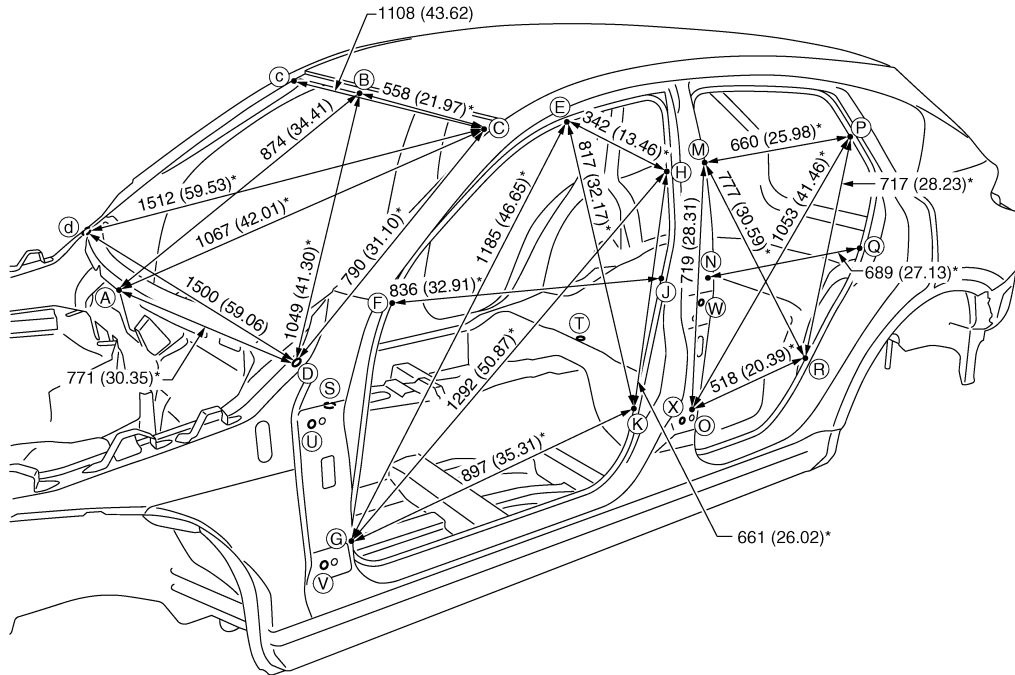 1108 (43.62)
c
B
558 (21.97)*
E
C
874 (34.41)
342 (13.46)*
P
660 (25.98)*
M
817 (32.17)*
H
1512 (59.53)*
717 (28.23)*
1053 (41.46)*
777 (30.59)*
1067 (42.01)*
d
1185 (46.65)*
790 (31.10)*
719 (28.31)
Q
N
689 (27.13)*
A
1500 (59.06)
836 (32.91)*
F
J
W
1049 (41.30)*
T
771 (30.35)*
D
R
518 (20.39)*
S
1292 (50.87)*
X
O
K
U
897 (35.31)*
G
661 (26.02)*
V